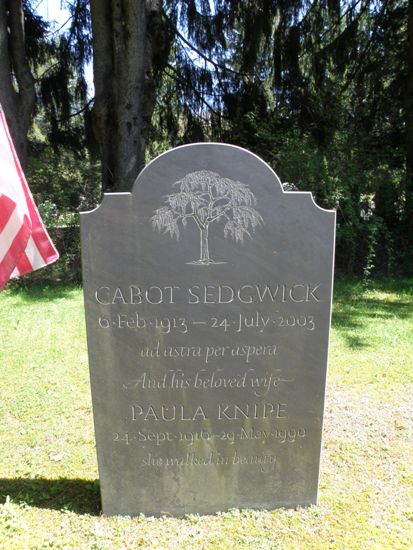 CABOT SEDGWICK
6·Feb·1913 — 24·July·2003
ad astra per aspera
And his beloved wife
PAULA KNIPE
24·Sept·1916–29·May·1990
she walked in beauty